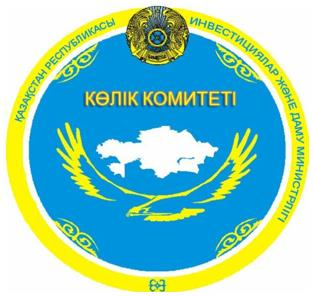 ҚАЗАҚСТАН РЕСПУБЛИКАСЫ
ИНВЕСТИЦИЯЛАР ЖӘНЕ ДАМУ МИНИСТРЛІГІ
КӨЛІК КОМИТЕТІ